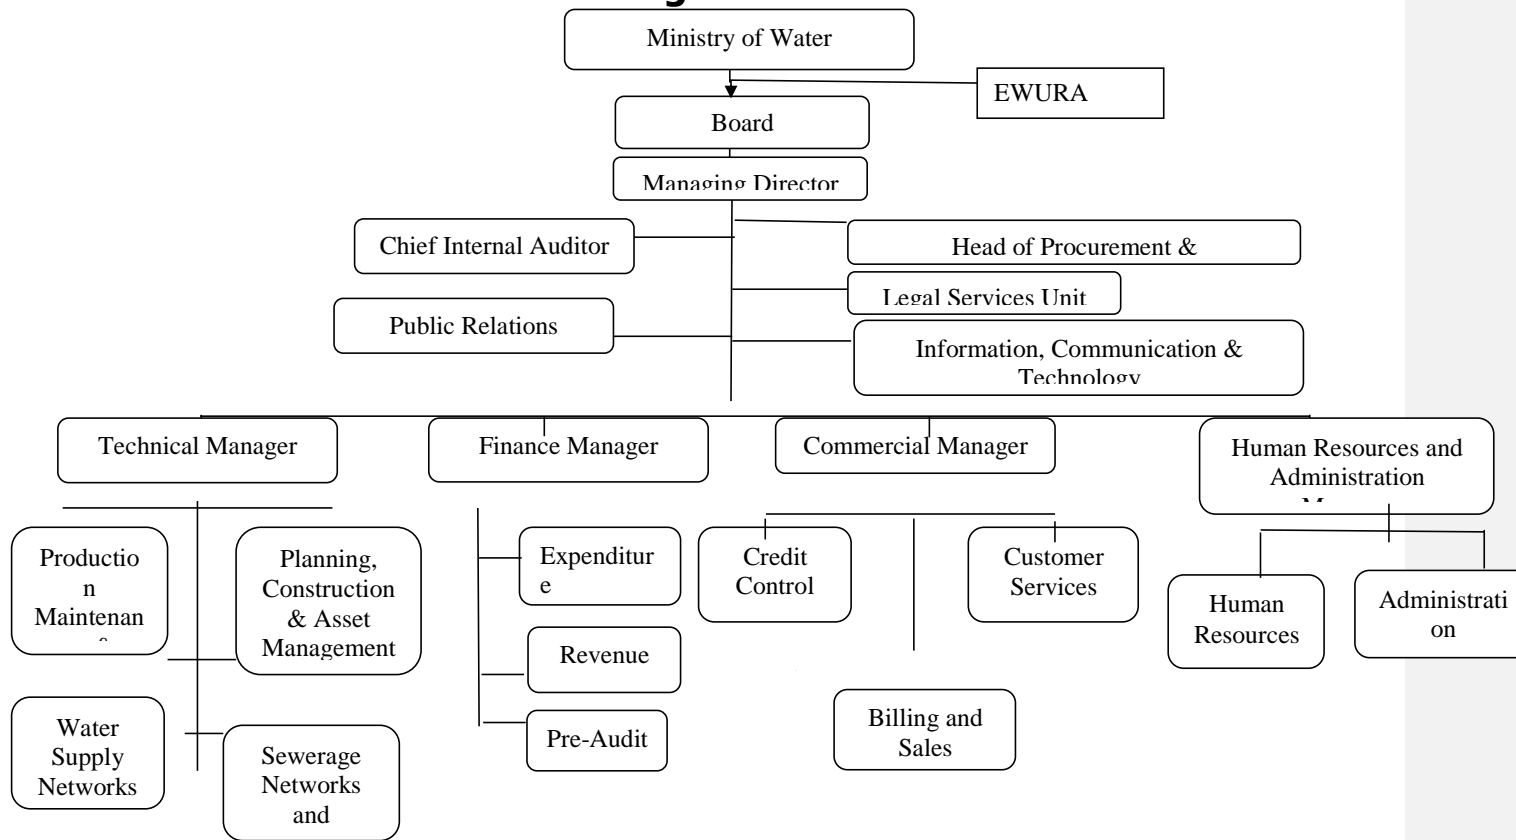 Ministry of Water
EWURA
Board
Managing Director
Chief Internal Auditor
Head of Procurement &
Legal Services Unit
Public Relations
Information, Communication &
Technology
Technical Manager
Finance Manager
Commercial Manager
Human Resources and
Administration
Productio
n
Maintenan
Planning,
Construction
& Asset
Management
Expenditur
e
Credit
Control
Customer
Services
Human
Resources
Administrati
on
Revenue
Water
Supply
Networks
Sewerage
Networks
and
Pre-Audit
Billing and
Sales